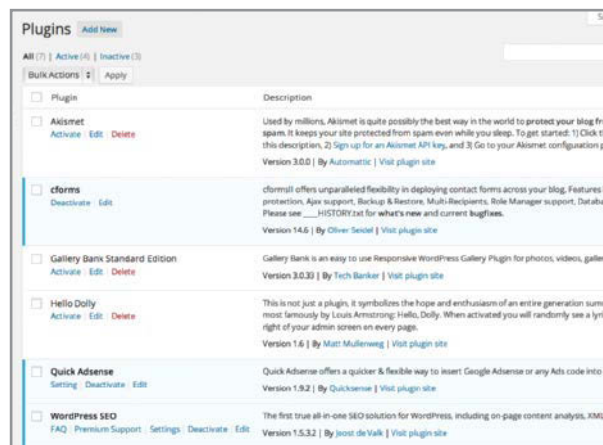 Plugins Add New
All (7) | Active (4) | Inactive (3)
Bulk Actions Apply
Plugin Description
Akismet Used by millions, Akismet is quite possibly the best way in the world to protect your blog
Activate | Edit | Delete spam. It keeps your site protected from spam even while you sleep. To get started: 1) Click
this description, 2) Sign up for an Akismet API key, and 3) Go to your Akismet configuration
Version 3.0.0 | By Automattic | Visit plugin site
cforms cformsII offers unparalleled flexibility in deploying contact forms across your blog. Features
Deactivate | Edit protection, Ajax support, Backup & Restore, Multi-Recipients, Role Manager support,
Please see ____HISTORY.txt for what's new and current bugfixes.
Version 14.6 | By Oliver Seidel | Visit plugin site
Gallery Bank Standard Edition Gallery Bank is an easy to use Responsive WordPress Gallery Plugin for photos, videos,
Activate | Edit | Delete Version 3.0.33 | By Tech Banker | Visit plugin site
Hello Dolly This is not just a plugin, it symbolizes the hope and enthusiasm of an entire generation
Activate | Edit | Delete most famously by Louis Armstrong: Hello, Dolly. When activated you will randomly see a
right of your admin screen on every page.
Version 1.6 | By Matt Mullenweg | Visit plugin site
Quick Adsense Quick Adsense offers a quicker & flexible way to insert Google Adsense or any Ads code into
Setting | Deactivate | Edit Version 1.9.2 | By Quicksense | Visit plugin site
WordPress SEO The first true all-in-one SEO solution for WordPress, including on-page content analysis,
FAQ | Premium Support | Settings | Deactivate | Edit Version 1.5.3.2 | By Joost de Valk | Visit plugin site